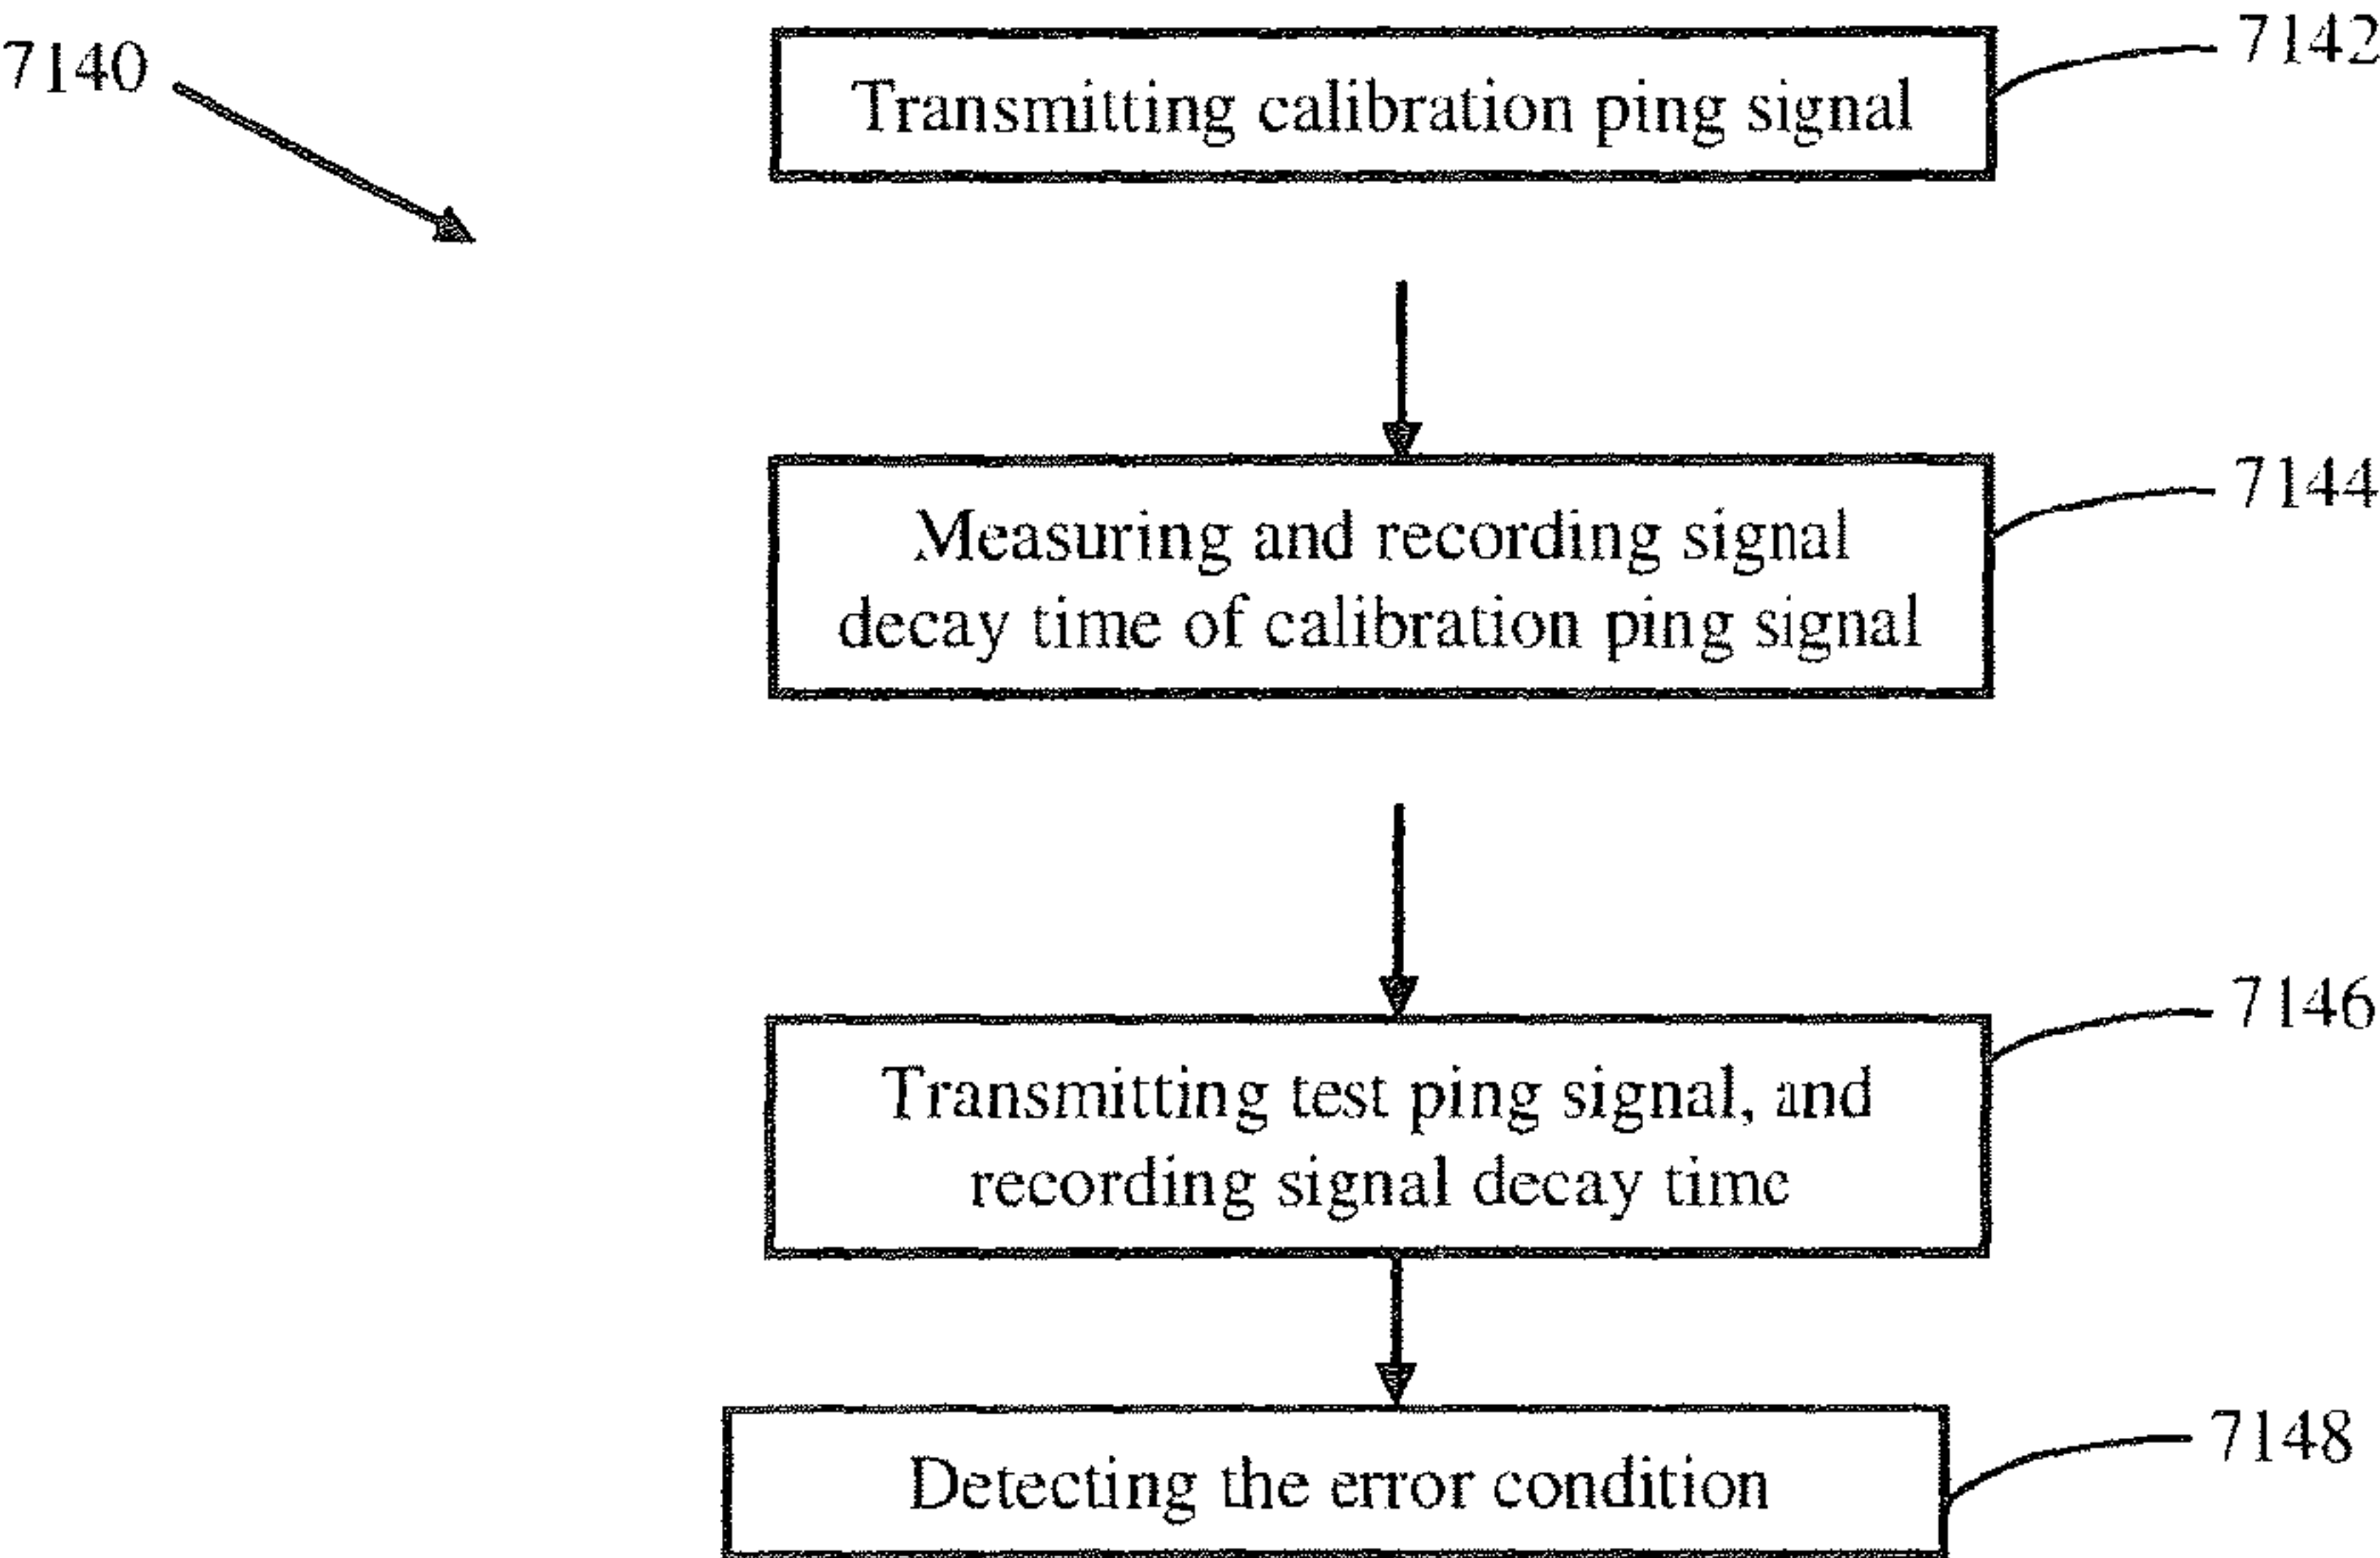 7140
7142
Transmitting calibration ping signal
7144
Measuring and recording signal
decay time of calibration ping signal
7146
Transmitting test ping signal, and
recording signal decay time
7148
Detecting the error condition